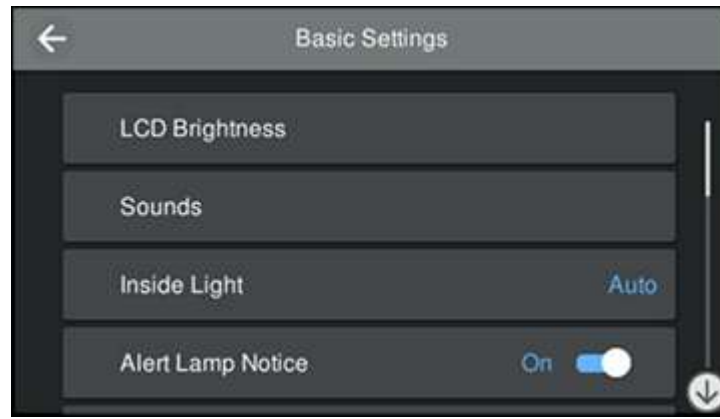 Basic Settings
LCD Brightness
Sounds
Inside Light Auto
Alert Lamp Notice On